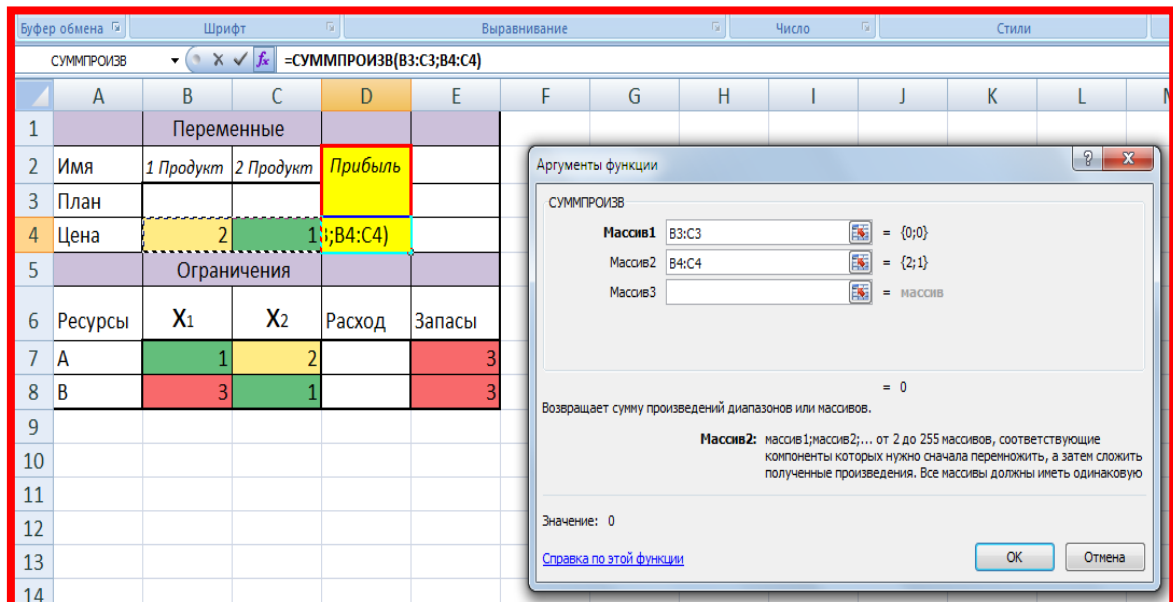 Буфер обмена Шрифт Выравнивание Число Стили
СУММПРОИЗВ fx =СУММПРОИЗВ(B3:C3;B4:C4)
A B C D E F G H I J K L
1 Переменные
2 Имя 1 Продукт 2 Продукт Прибыль
3 План
4 Цена 2 1 3;B4:C4)
5 Ограничения
6 Ресурсы X1 X2 Расход Запасы
7 A 1 2 3
8 B 3 1 3
9
10
11
12
13
14
Аргументы функции
СУММПРОИЗВ
Массив1 B3:C3 = {0;0}
Массив2 B4:C4 = {2;1}
Массив3 = массив
= 0
Возвращает сумму произведений диапазонов или массивов.
Массив2: массив1;массив2;... от 2 до 255 массивов, соответствующие
компоненты которых нужно сначала перемножить, а затем сложить
полученные произведения. Все массивы должны иметь одинаковую
Значение: 0
Справка по этой функции OK Отмена